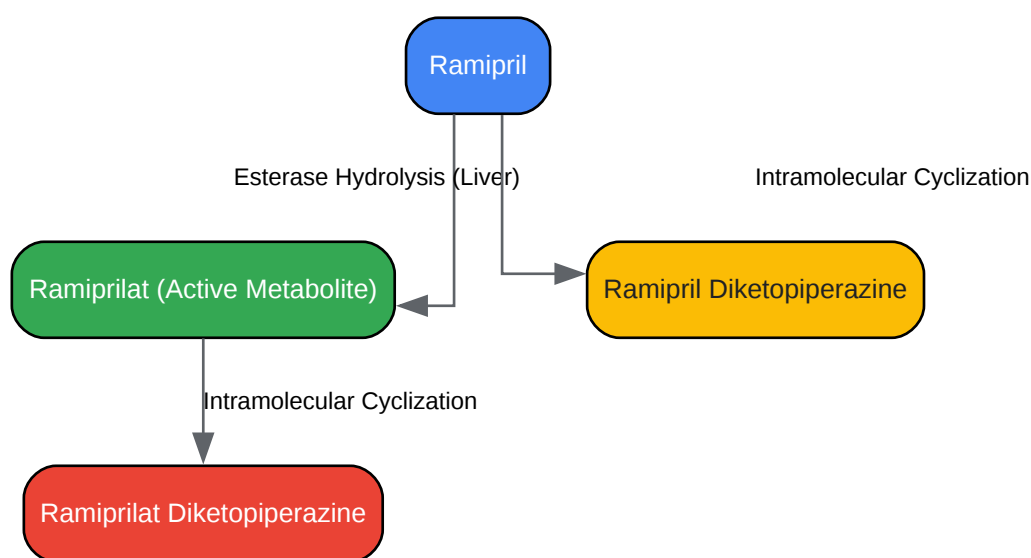 Ramipril
Esterase Hydrolysis (Liver)
Intramolecular Cyclization
Ramiprilat (Active Metabolite)
Ramipril Diketopiperazine
Intramolecular Cyclization
Ramiprilat Diketopiperazine